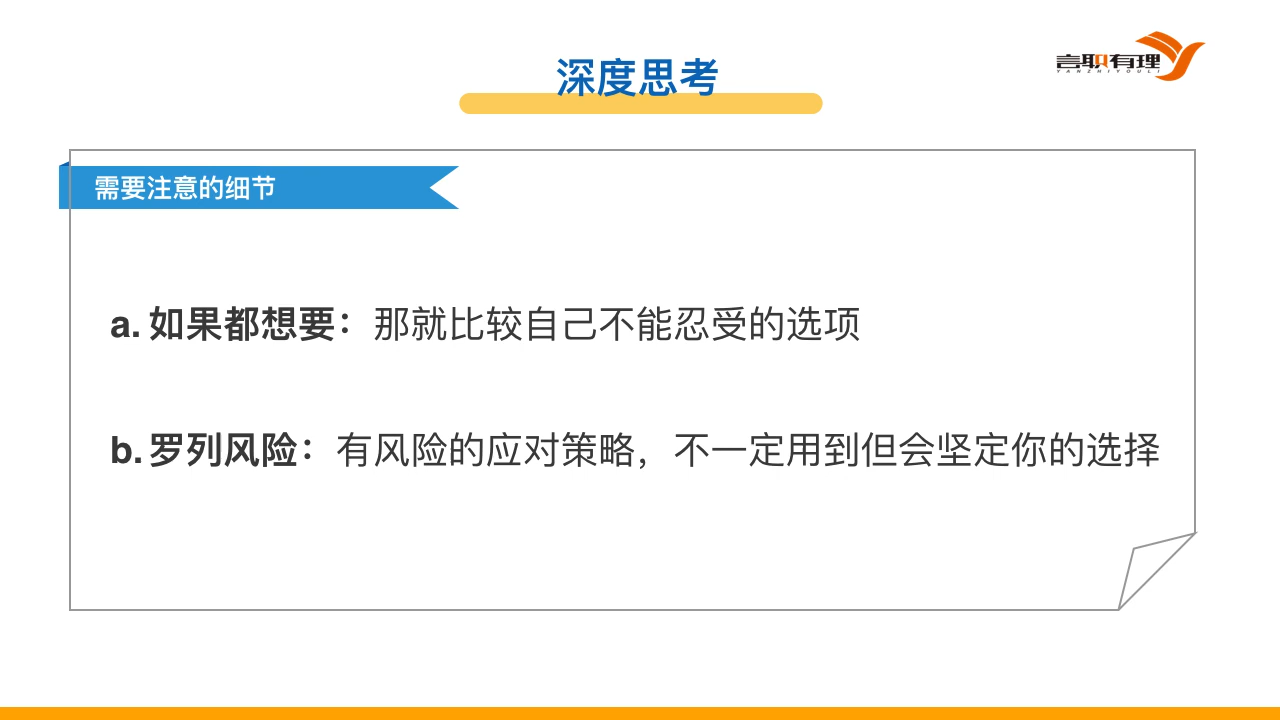 深度思考
言职有理
YANZHIYOULI
需要注意的细节
a. 如果都想要：那就比较自己不能忍受的选项
b. 罗列风险：有风险的应对策略，不一定用到但会坚定你的选择